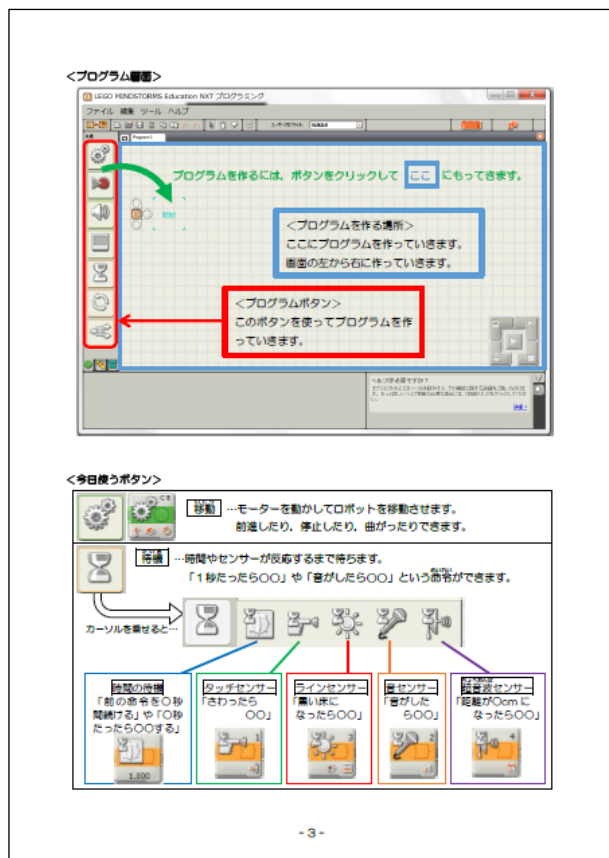 ＜プログラム画面＞
LEGO MINDSTORMS Education NXT プログラミング
ファイル 編集 ツール ヘルプ
プログラムを作るには，ボタンをクリックして ここ にもってきます。
開始
＜プログラムを作る場所＞
ここにプログラムを作っていきます。
画面の左から右に作っていきます。
＜プログラムボタン＞
このボタンを使ってプログラムを作
っていきます。
＜今日使うボタン＞
移動 …モーターを動かしてロボットを移動させます。
前進したり，停止したり，曲がったりできます。
待機 …時間やセンサーが反応するまで待ちます。
「１秒たったら○○」や「音がしたら○○」という命令ができます。
カーソルを乗せると…
時間の待機
「前の命令を○秒
間続ける」や「○秒
たったら○○する」
1.000
タッチセンサー
「さわったら
○○」
1
ラインセンサー
「黒い床に
なったら○○」
3
音センサー
「音がした
ら○○」
2
超音波センサー
「距離が○cm に
なったら○○」
4
- 3 -